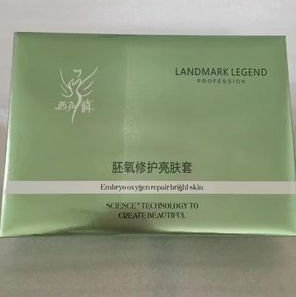 LANDMARK LEGEND
PROFESSION
胚氧修护亮肤套
Embryo oxygen repair bright skin
SCIENCE+TECHNOLOGY TO
CREATE BEAUTIFUL